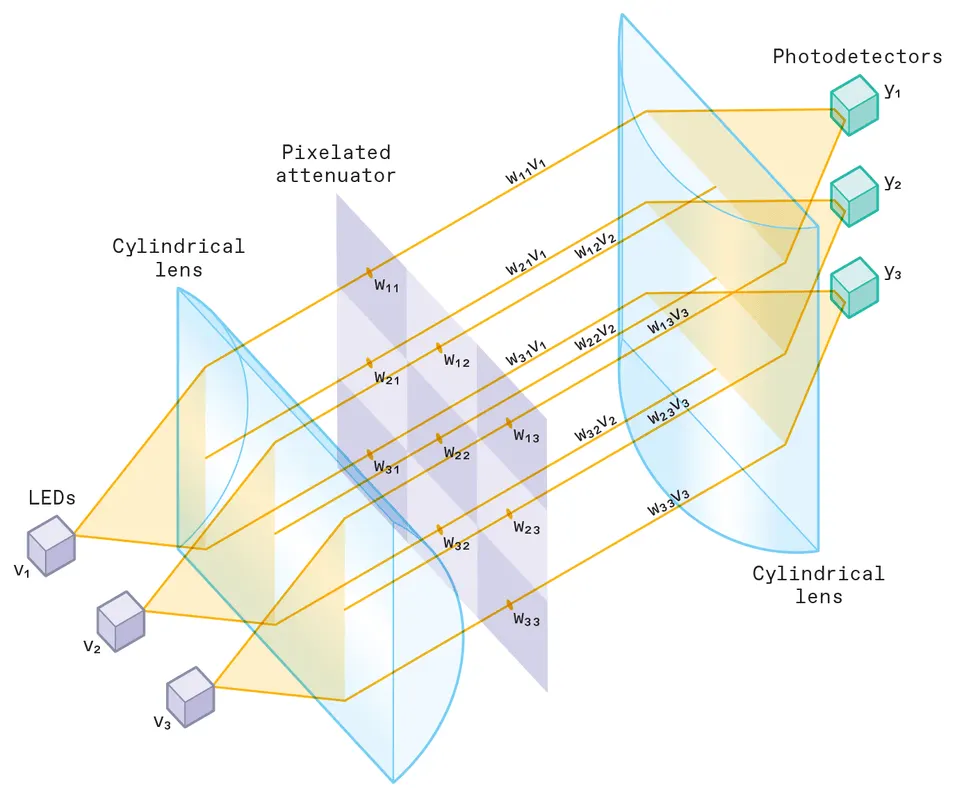 Photodetectors
y₁
y₂
y₃
Pixelated
attenuator
Cylindrical
lens
LEDs
v₁
v₂
v₃
w₁₁
w₂₁
w₁₂
w₃₁
w₂₂
w₁₃
w₃₂
w₂₃
w₃₃
w₁₁v₁
w₂₁v₁
w₁₂v₂
w₃₁v₁
w₂₂v₂
w₁₃v₃
w₃₂v₂
w₂₃v₃
w₃₃v₃
Cylindrical
lens